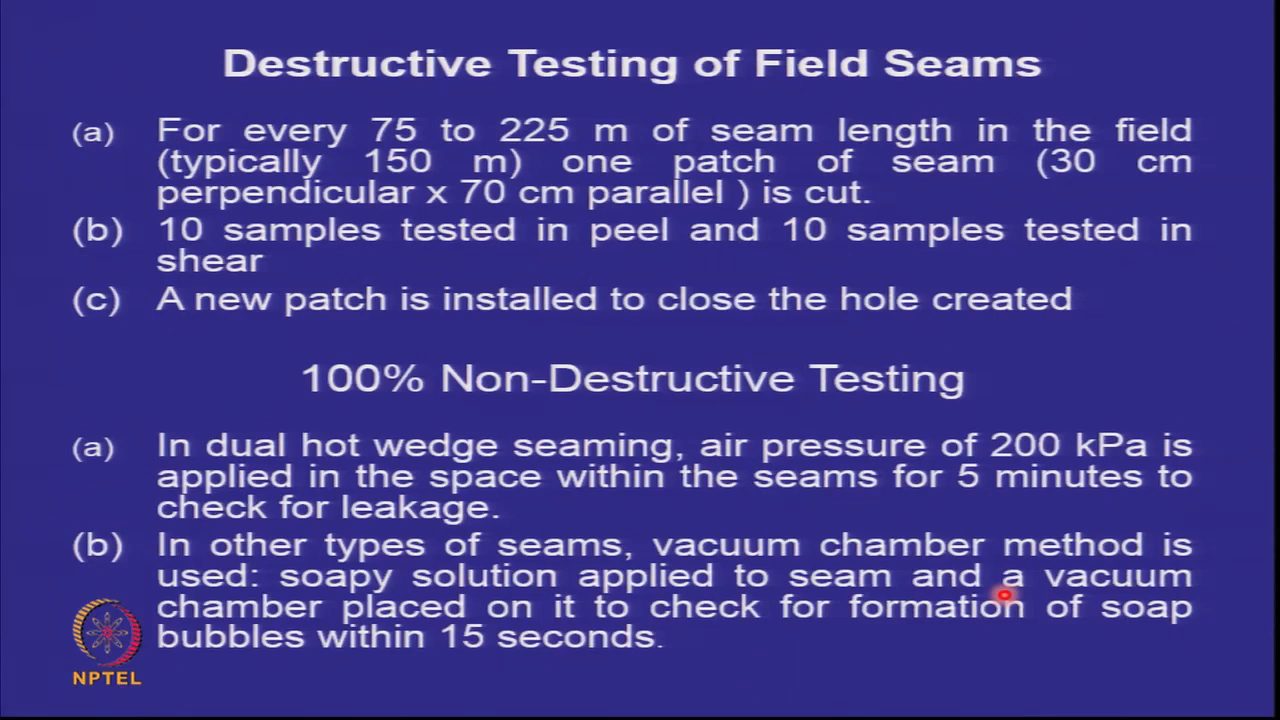 Destructive Testing of Field Seams
(a) For every 75 to 225 m of seam length in the field
(typically 150 m) one patch of seam (30 cm
perpendicular x 70 cm parallel ) is cut.
(b) 10 samples tested in peel and 10 samples tested in
shear
(c) A new patch is installed to close the hole created
100% Non-Destructive Testing
(a) In dual hot wedge seaming, air pressure of 200 kPa is
applied in the space within the seams for 5 minutes to
check for leakage.
(b) In other types of seams, vacuum chamber method is
used: soapy solution applied to seam and a vacuum
chamber placed on it to check for formation of soap
bubbles within 15 seconds.
NPTEL